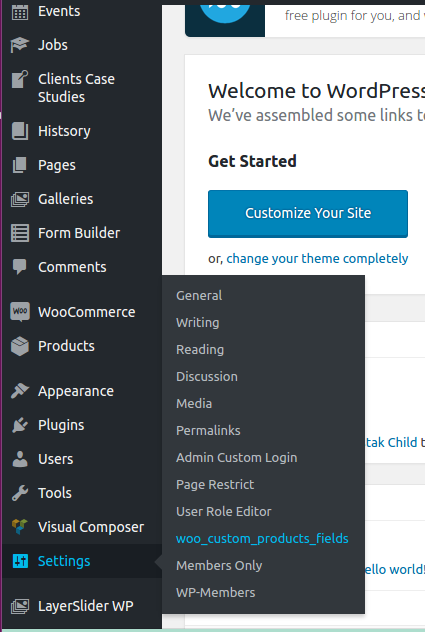 Events
Jobs
Clients Case
Studies
Histsory
Pages
Galleries
Form Builder
Comments
WooCommerce
Products
Appearance
Plugins
Users
Tools
Visual Composer
Settings
LayerSlider WP
free plugin for you, and
Welcome to WordPress
We've assembled some links to
Get Started
Customize Your Site
or, change your theme completely
General
Writing
Reading
Discussion
Media
Permalinks
Admin Custom Login
Page Restrict
User Role Editor
woo_custom_products_fields
Members Only
WP-Members
tak Child
ello world!